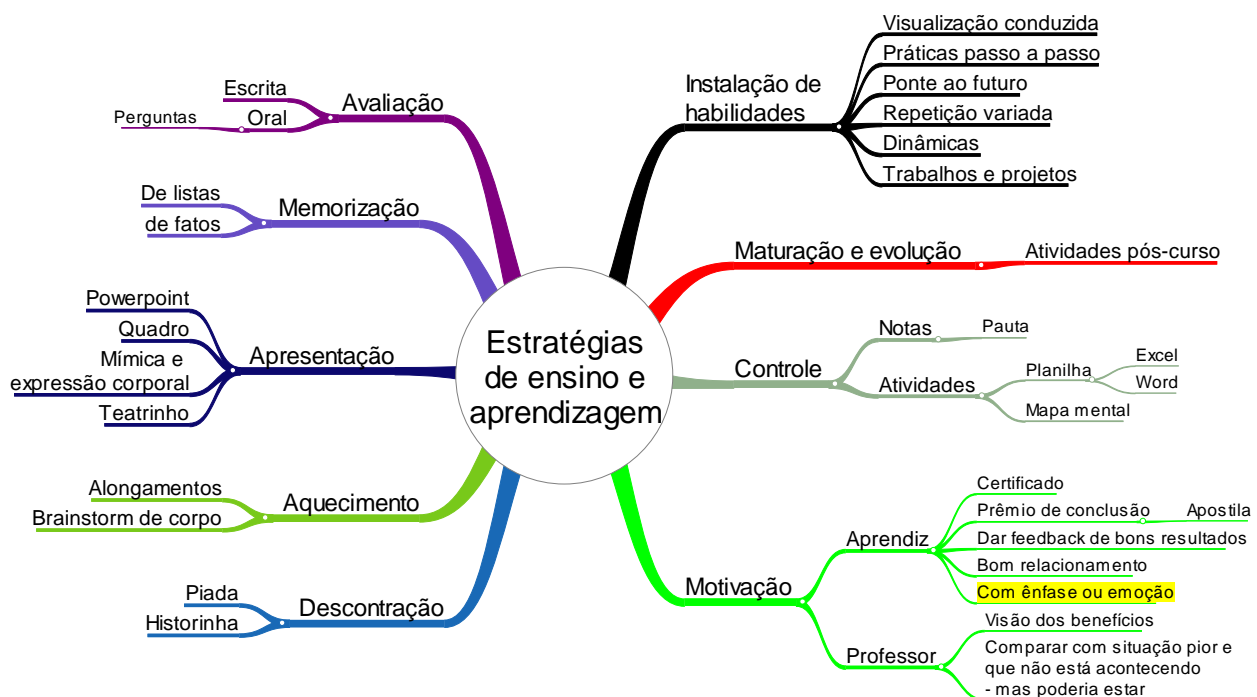 Estratégias
de ensino e
aprendizagem
Instalação de
habilidades
Visualização conduzida
Práticas passo a passo
Ponte ao futuro
Repetição variada
Dinâmicas
Trabalhos e projetos
Maturação e evolução
Atividades pós-curso
Controle
Notas
Pauta
Atividades
Planilha
Excel
Word
Mapa mental
Motivação
Aprendiz
Certificado
Prêmio de conclusão
Apostila
Dar feedback de bons resultados
Bom relacionamento
Com ênfase ou emoção
Professor
Visão dos benefícios
Comparar com situação pior e
que não está acontecendo
- mas poderia estar
Descontração
Piada
Historinha
Aquecimento
Alongamentos
Brainstorm de corpo
Apresentação
Powerpoint
Quadro
Mímica e
expressão corporal
Teatrinho
Memorização
De listas
de fatos
Avaliação
Escrita
Oral
Perguntas